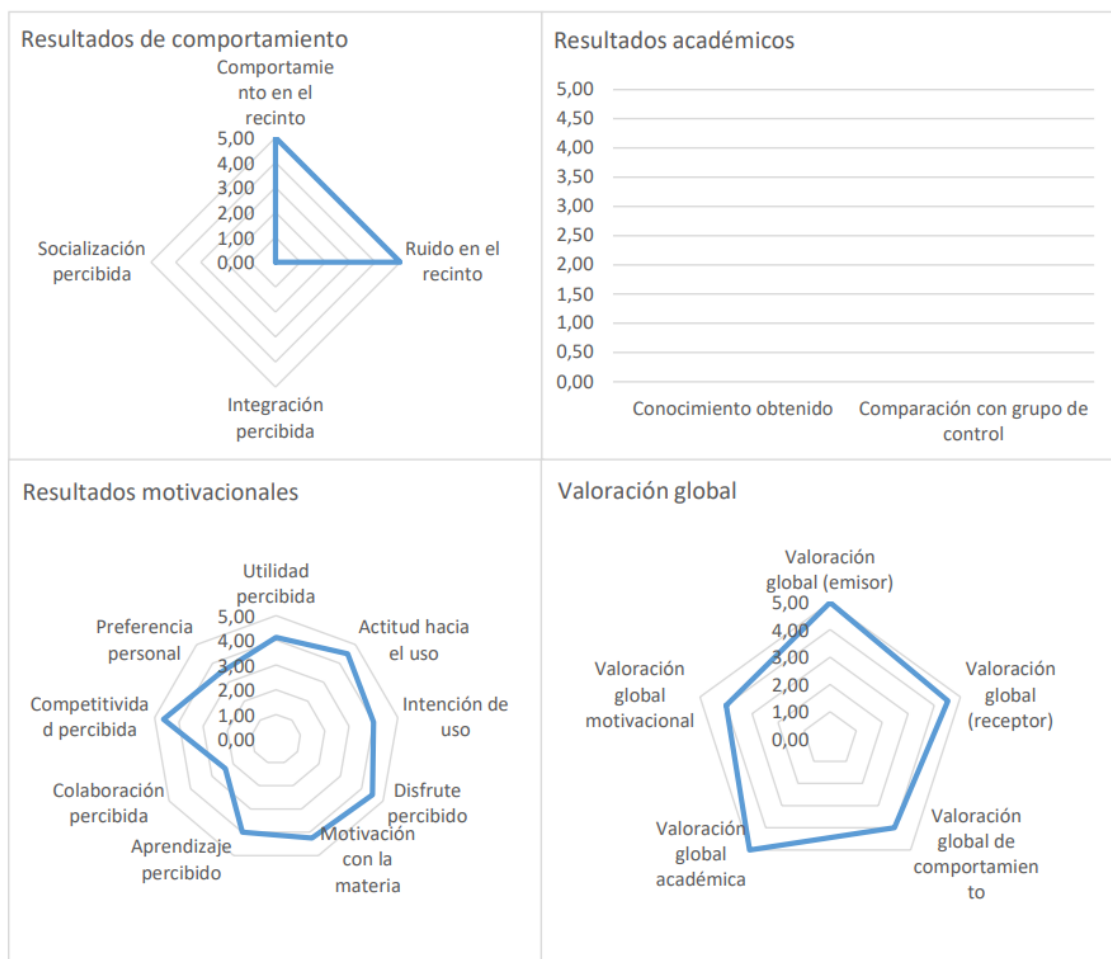 Resultados de comportamiento
Comportamie
nto en el
recinto
5,00
4,00
3,00
2,00
1,00
0,00
Socialización
percibida
Ruido en el
recinto
Integración
percibida
Resultados académicos
5,00
4,50
4,00
3,50
3,00
2,50
2,00
1,50
1,00
0,50
0,00
Conocimiento obtenido
Comparación con grupo de
control
Resultados motivacionales
Utilidad
percibida
5,00
4,00
3,00
2,00
1,00
0,00
Actitud hacia
el uso
Intención de
uso
Disfrute
percibido
Motivación
con la
materia
Aprendizaje
percibido
Colaboración
percibida
Competitivida
d percibida
Preferencia
personal
Valoración global
Valoración
global (emisor)
5,00
4,00
3,00
2,00
1,00
0,00
Valoración
global
(receptor)
Valoración
global de
comportamien
to
Valoración
global
académica
Valoración
global
motivacional